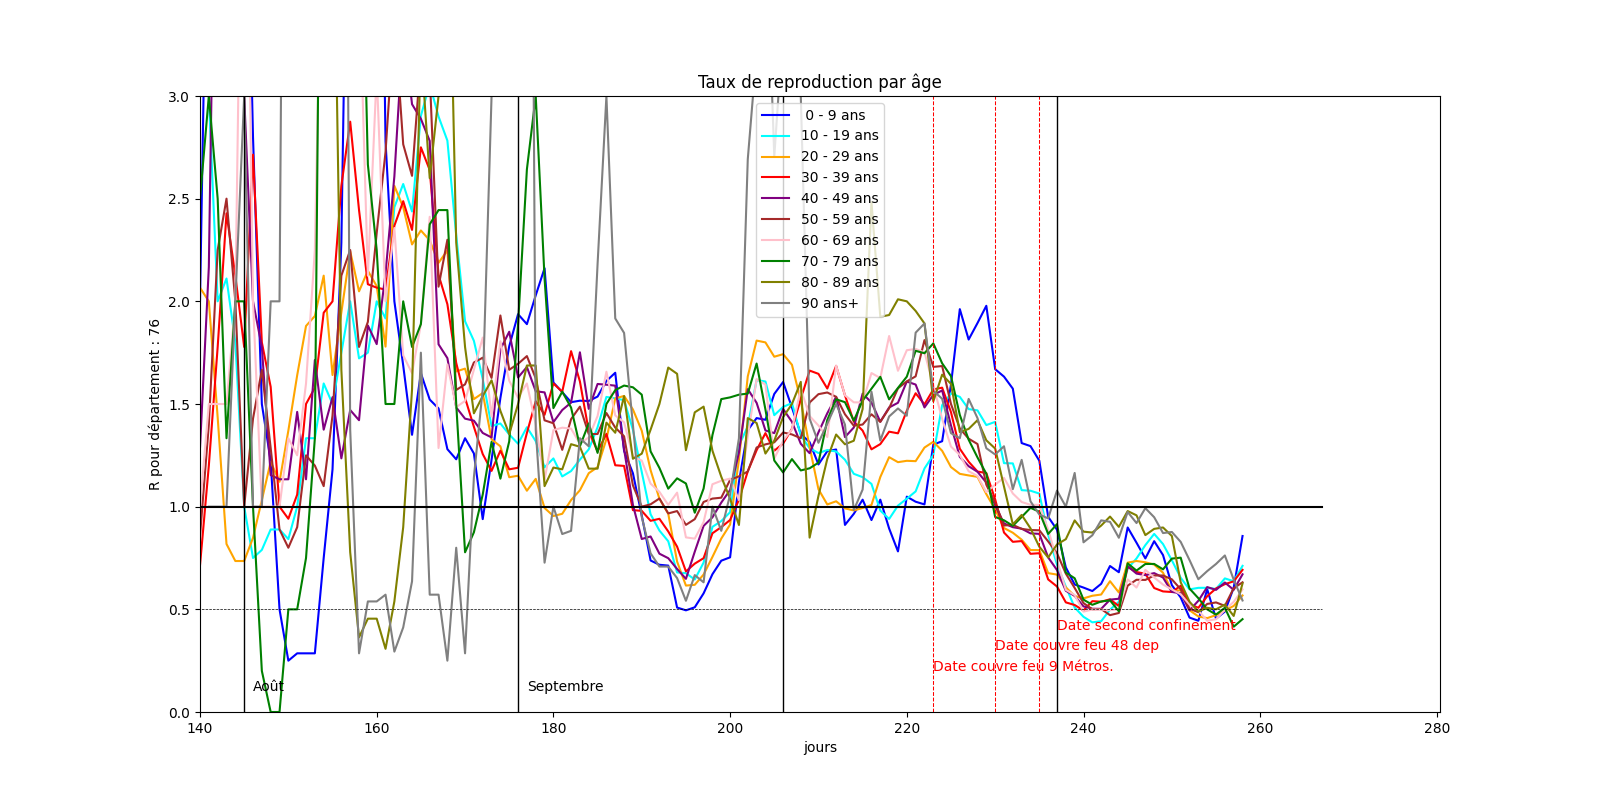 Taux de reproduction par âge
3.0
2.5
2.0
1.5
1.0
0.5
0.0
R pour département : 76
0 - 9 ans
10 - 19 ans
20 - 29 ans
30 - 39 ans
40 - 49 ans
50 - 59 ans
60 - 69 ans
70 - 79 ans
80 - 89 ans
90 ans+
Date second confinement
Date couvre feu 48 dep
Date couvre feu 9 Métros.
Août
Septembre
140
160
180
200
220
240
260
280
jours